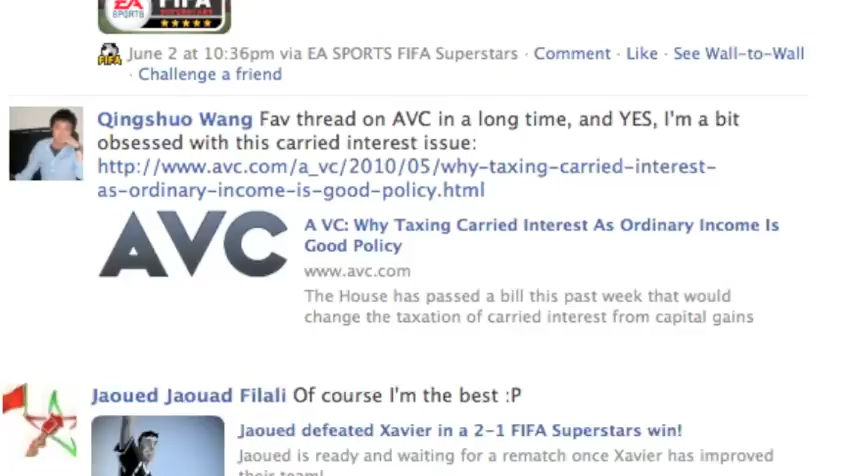 EA
SPORTS
FIFA
SUPERSTARS
FIFA
June 2 at 10:36pm via EA SPORTS FIFA Superstars · Comment · Like · See Wall-to-Wall
· Challenge a friend
Qingshuo Wang Fav thread on AVC in a long time, and YES, I'm a bit
obsessed with this carried interest issue:
http://www.avc.com/a_vc/2010/05/why-taxing-carried-interest-
as-ordinary-income-is-good-policy.html
AVC
A VC: Why Taxing Carried Interest As Ordinary Income Is
Good Policy
www.avc.com
The House has passed a bill this past week that would
change the taxation of carried interest from capital gains
Jaoued Jaouad Filali Of course I'm the best :P
Jaoued defeated Xavier in a 2-1 FIFA Superstars win!
Jaoued is ready and waiting for a rematch once Xavier has improved
their team!